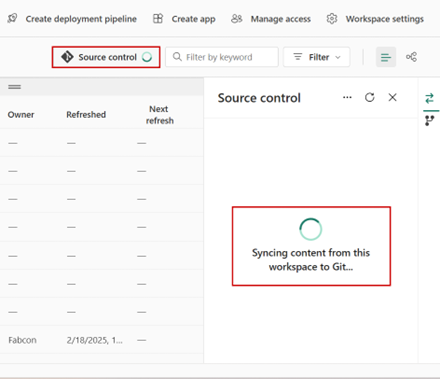 Create deployment pipeline Create app Manage access Workspace settings
Source control Filter by keyword Filter
Source control
Owner Refreshed Next
refresh
— — —
— — —
— — —
— — —
— — —
— — —
— — —
Syncing content from this
workspace to Git...
Fabcon 2/18/2025, 1... —